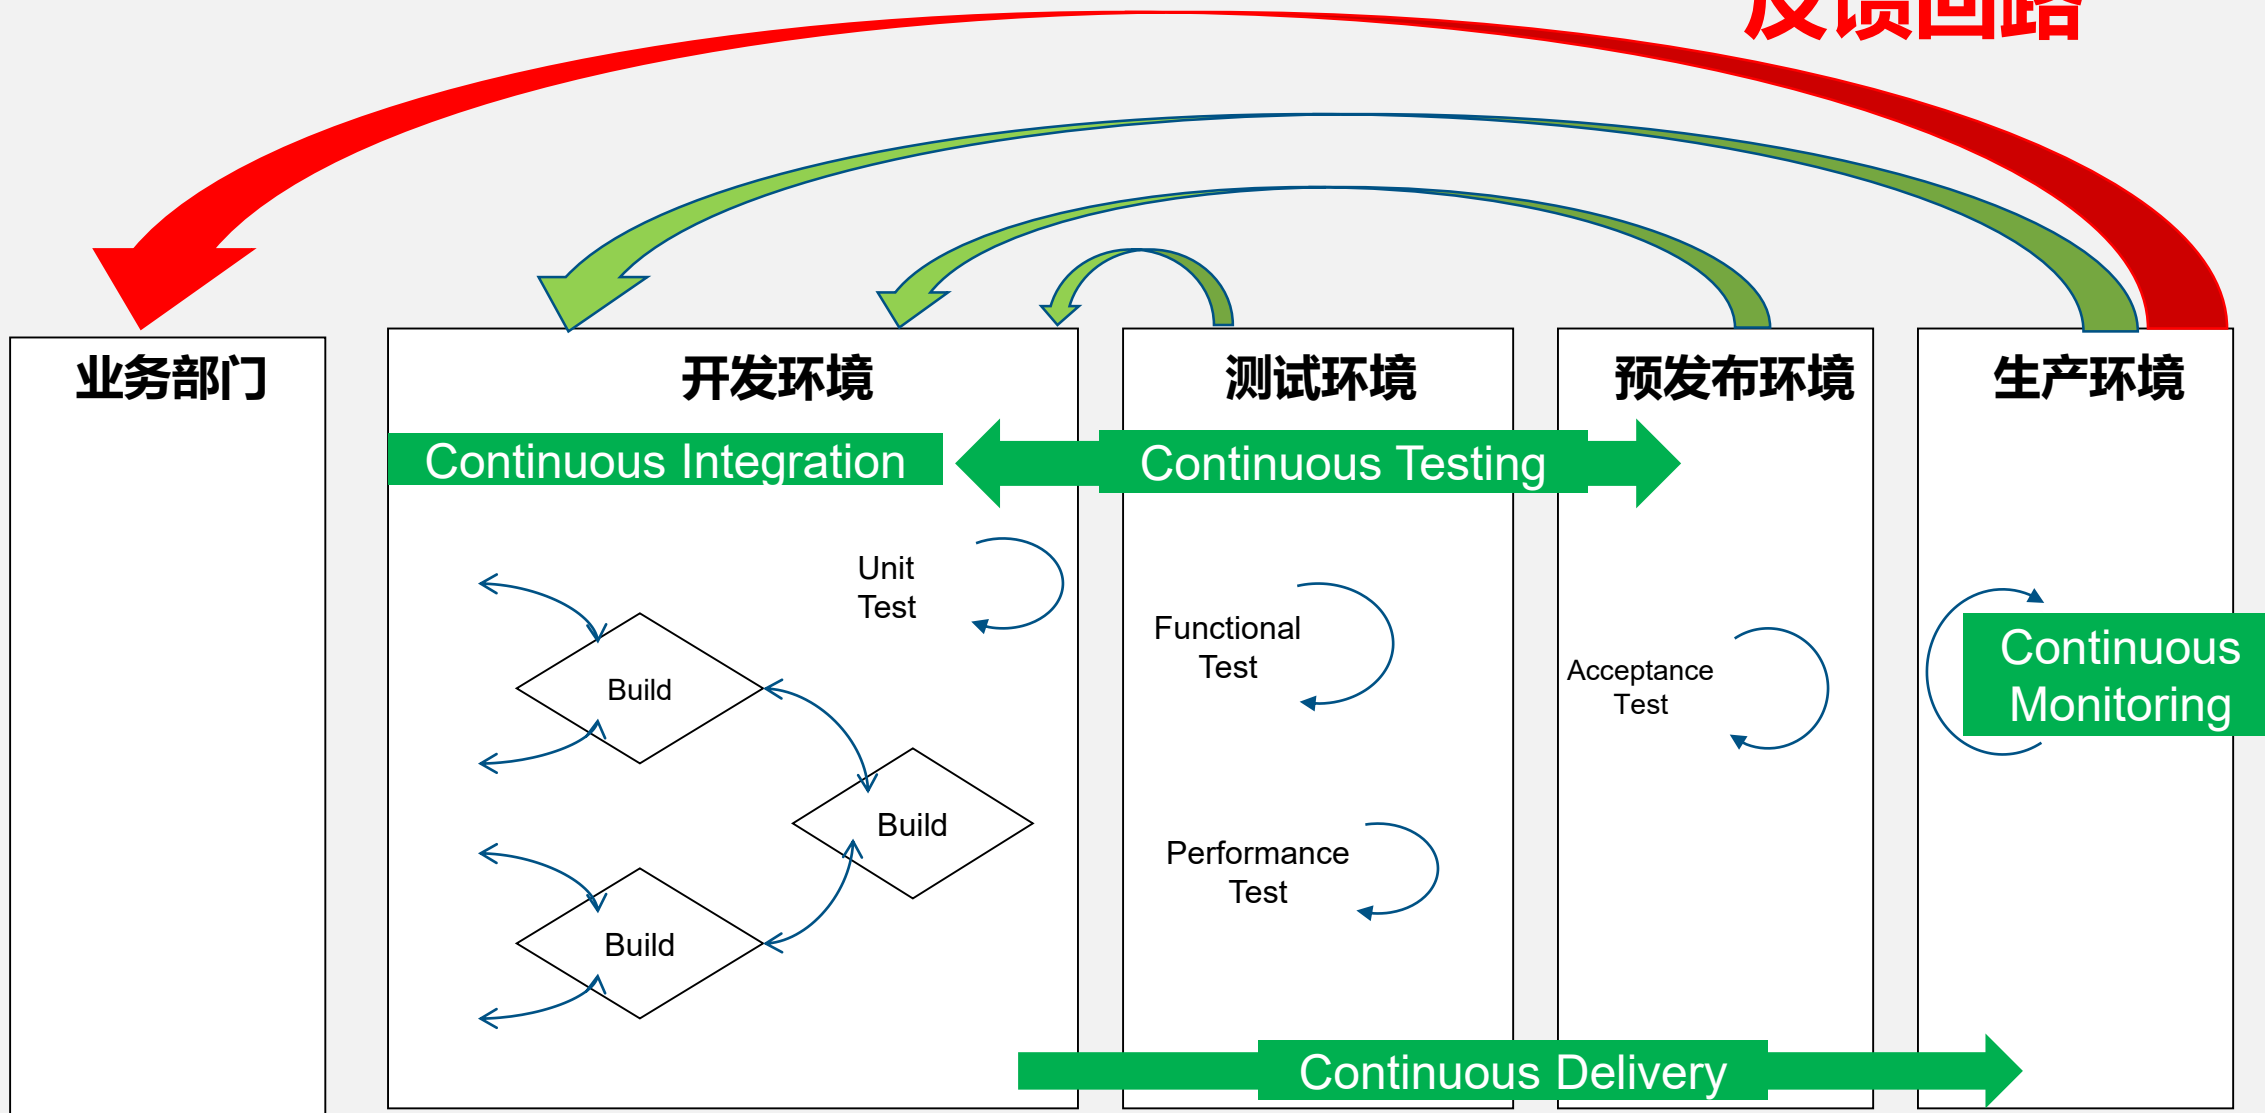 反馈回路
业务部门
开发环境
测试环境
预发布环境
生产环境
Continuous Integration
Continuous Testing
Unit
Test
Functional
Test
Acceptance
Test
Continuous
Monitoring
Build
Build
Performance
Test
Build
Continuous Delivery